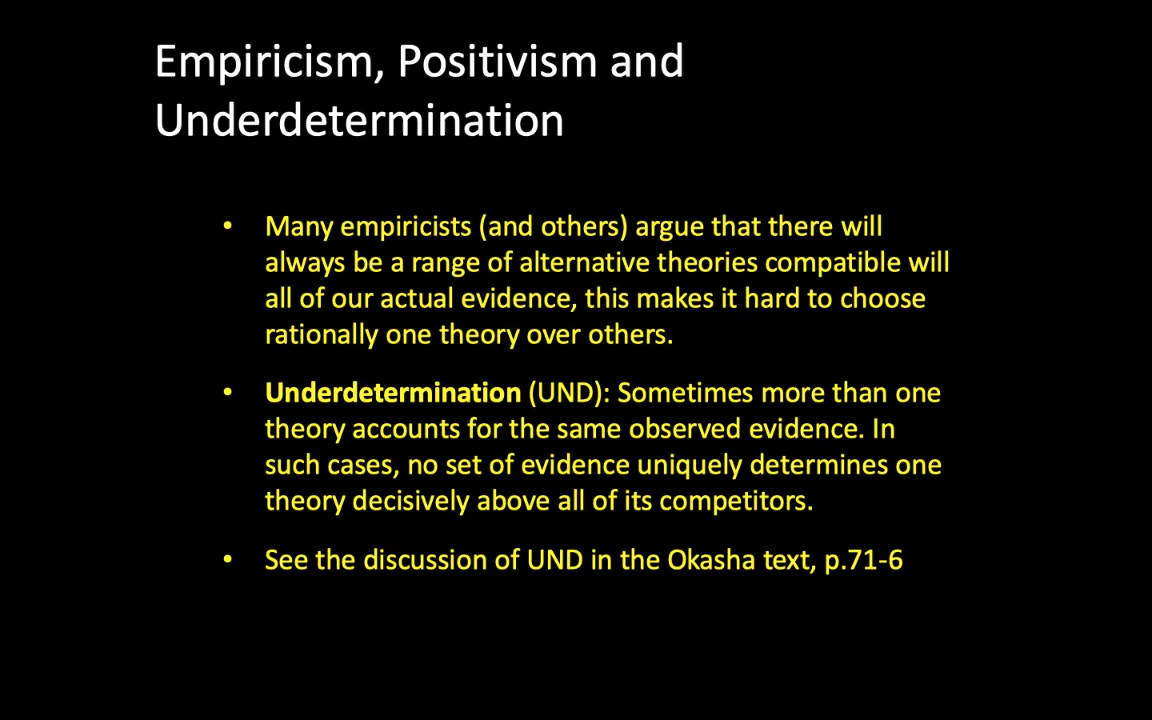 Empiricism, Positivism and
Underdetermination
• Many empiricists (and others) argue that there will
always be a range of alternative theories compatible will
all of our actual evidence, this makes it hard to choose
rationally one theory over others.
• Underdetermination (UND): Sometimes more than one
theory accounts for the same observed evidence. In
such cases, no set of evidence uniquely determines one
theory decisively above all of its competitors.
• See the discussion of UND in the Okasha text, p.71-6